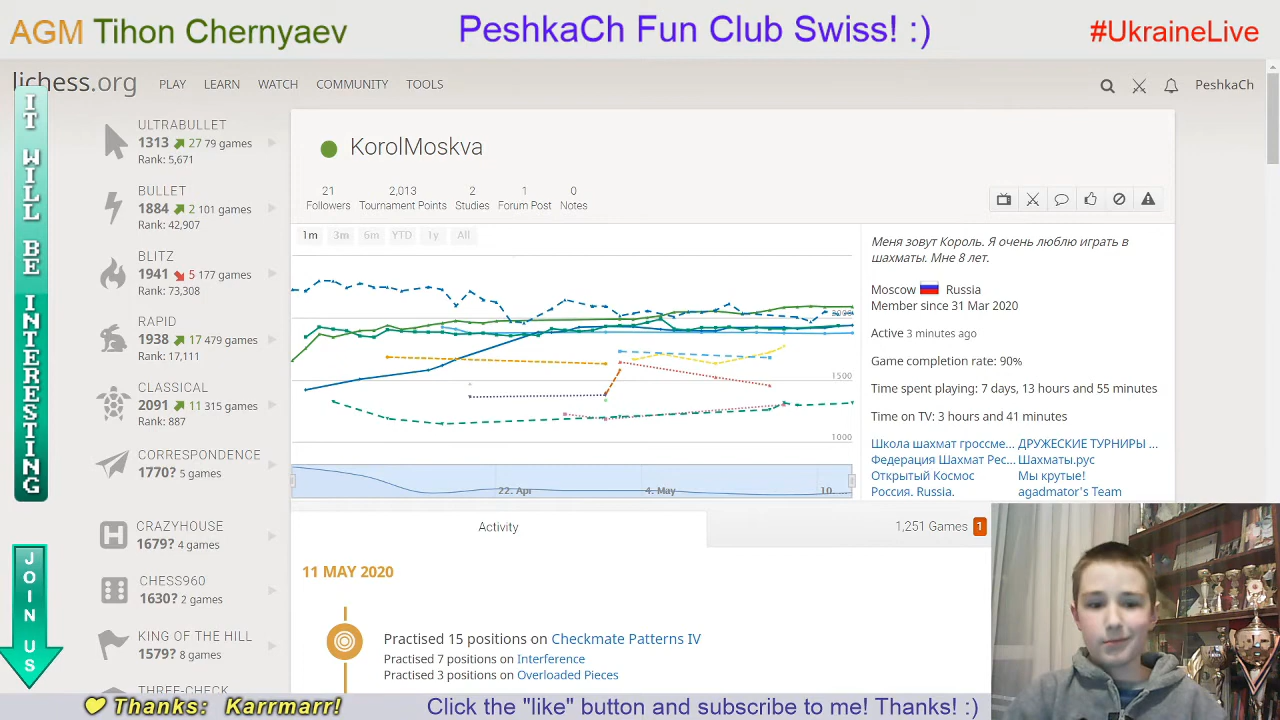 AGM Tihon Chernyaev
PeshkaCh Fun Club Swiss! :)
#UkraineLive
lichess.org
PLAY LEARN WATCH COMMUNITY TOOLS
PeshkaCh
IT WILL BE INTERESTING
JOIN US
ULTRABULLET
1313 27 79 games
Rank: 5,671
BULLET
1884 2 101 games
Rank: 42,907
BLITZ
1941 5 177 games
Rank: 73,308
RAPID
1938 17 479 games
Rank: 17,111
CLASSICAL
2091 11 315 games
Rank: 887
CORRESPONDENCE
1770? 5 games
CRAZYHOUSE
1679? 4 games
CHESS960
1630? 2 games
KING OF THE HILL
1579? 8 games
THREE-CHECK
KorolMoskva
21 2,013 2 1 0
Followers Tournament Points Studies Forum Post Notes
1m 3m 6m YTD 1y All
2000
1500
1000
22. Apr 4. May 10...
Меня зовут Король. Я очень люблю играть в
шахматы. Мне 8 лет.
Moscow Russia
Member since 31 Mar 2020
Active 3 minutes ago
Game completion rate: 90%
Time spent playing: 7 days, 13 hours and 55 minutes
Time on TV: 3 hours and 41 minutes
Школа шахмат гроссме... ДРУЖЕСКИЕ ТУРНИРЫ ...
Федерация Шахмат Рос... Шахматы.рус
Открытый Космос Мы крутые!
Россия. Russia. agadmator's Team
Activity
1,251 Games 1
11 MAY 2020
Practised 15 positions on Checkmate Patterns IV
Practised 7 positions on Interference
Practised 3 positions on Overloaded Pieces
Thanks: Karrmarr!
Click the "like" button and subscribe to me! Thanks! :)